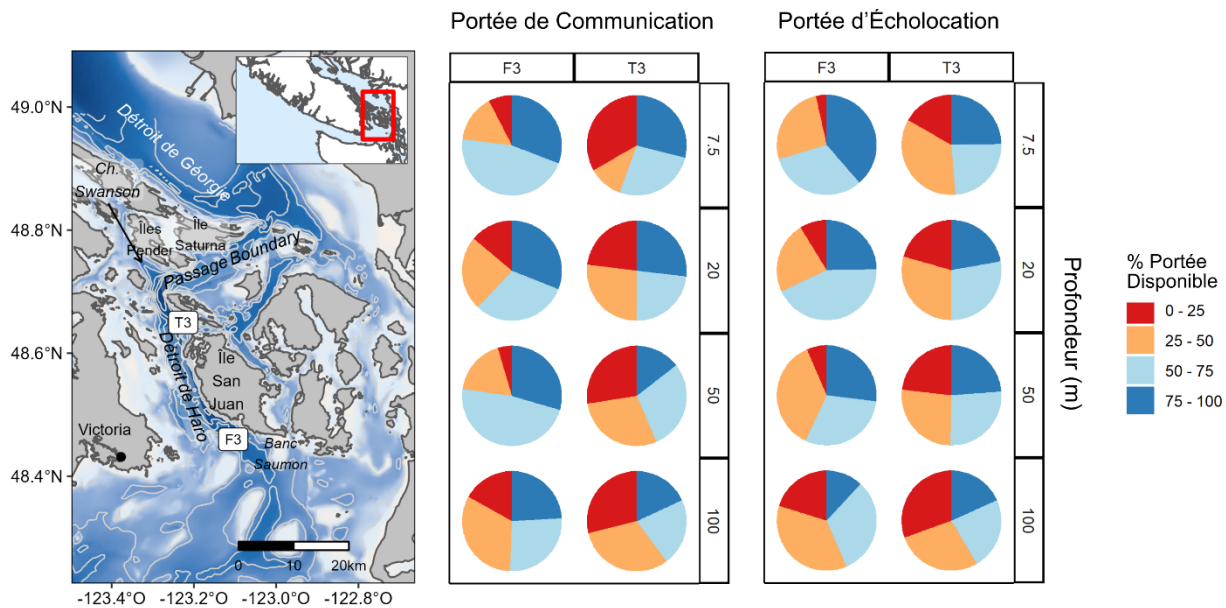 Portée de Communication
Portée d'Écholocation
F3
T3
F3
T3
7.5
20
50
100
7.5
20
50
100
Profondeur (m)
% Portée
Disponible
0 - 25
25 - 50
50 - 75
75 - 100
49.0°N
48.8°N
48.6°N
48.4°N
-123.4°O
-123.2°O
-123.0°O
-122.8°O
Détroit de Géorgie
Ch.
Swanson
Îles
Pender
Île
Saturna
Passage Boundary
T3
Détroit de Haro
Île
San
Juan
Victoria
F3
Banc
Saumon
0
10
20km